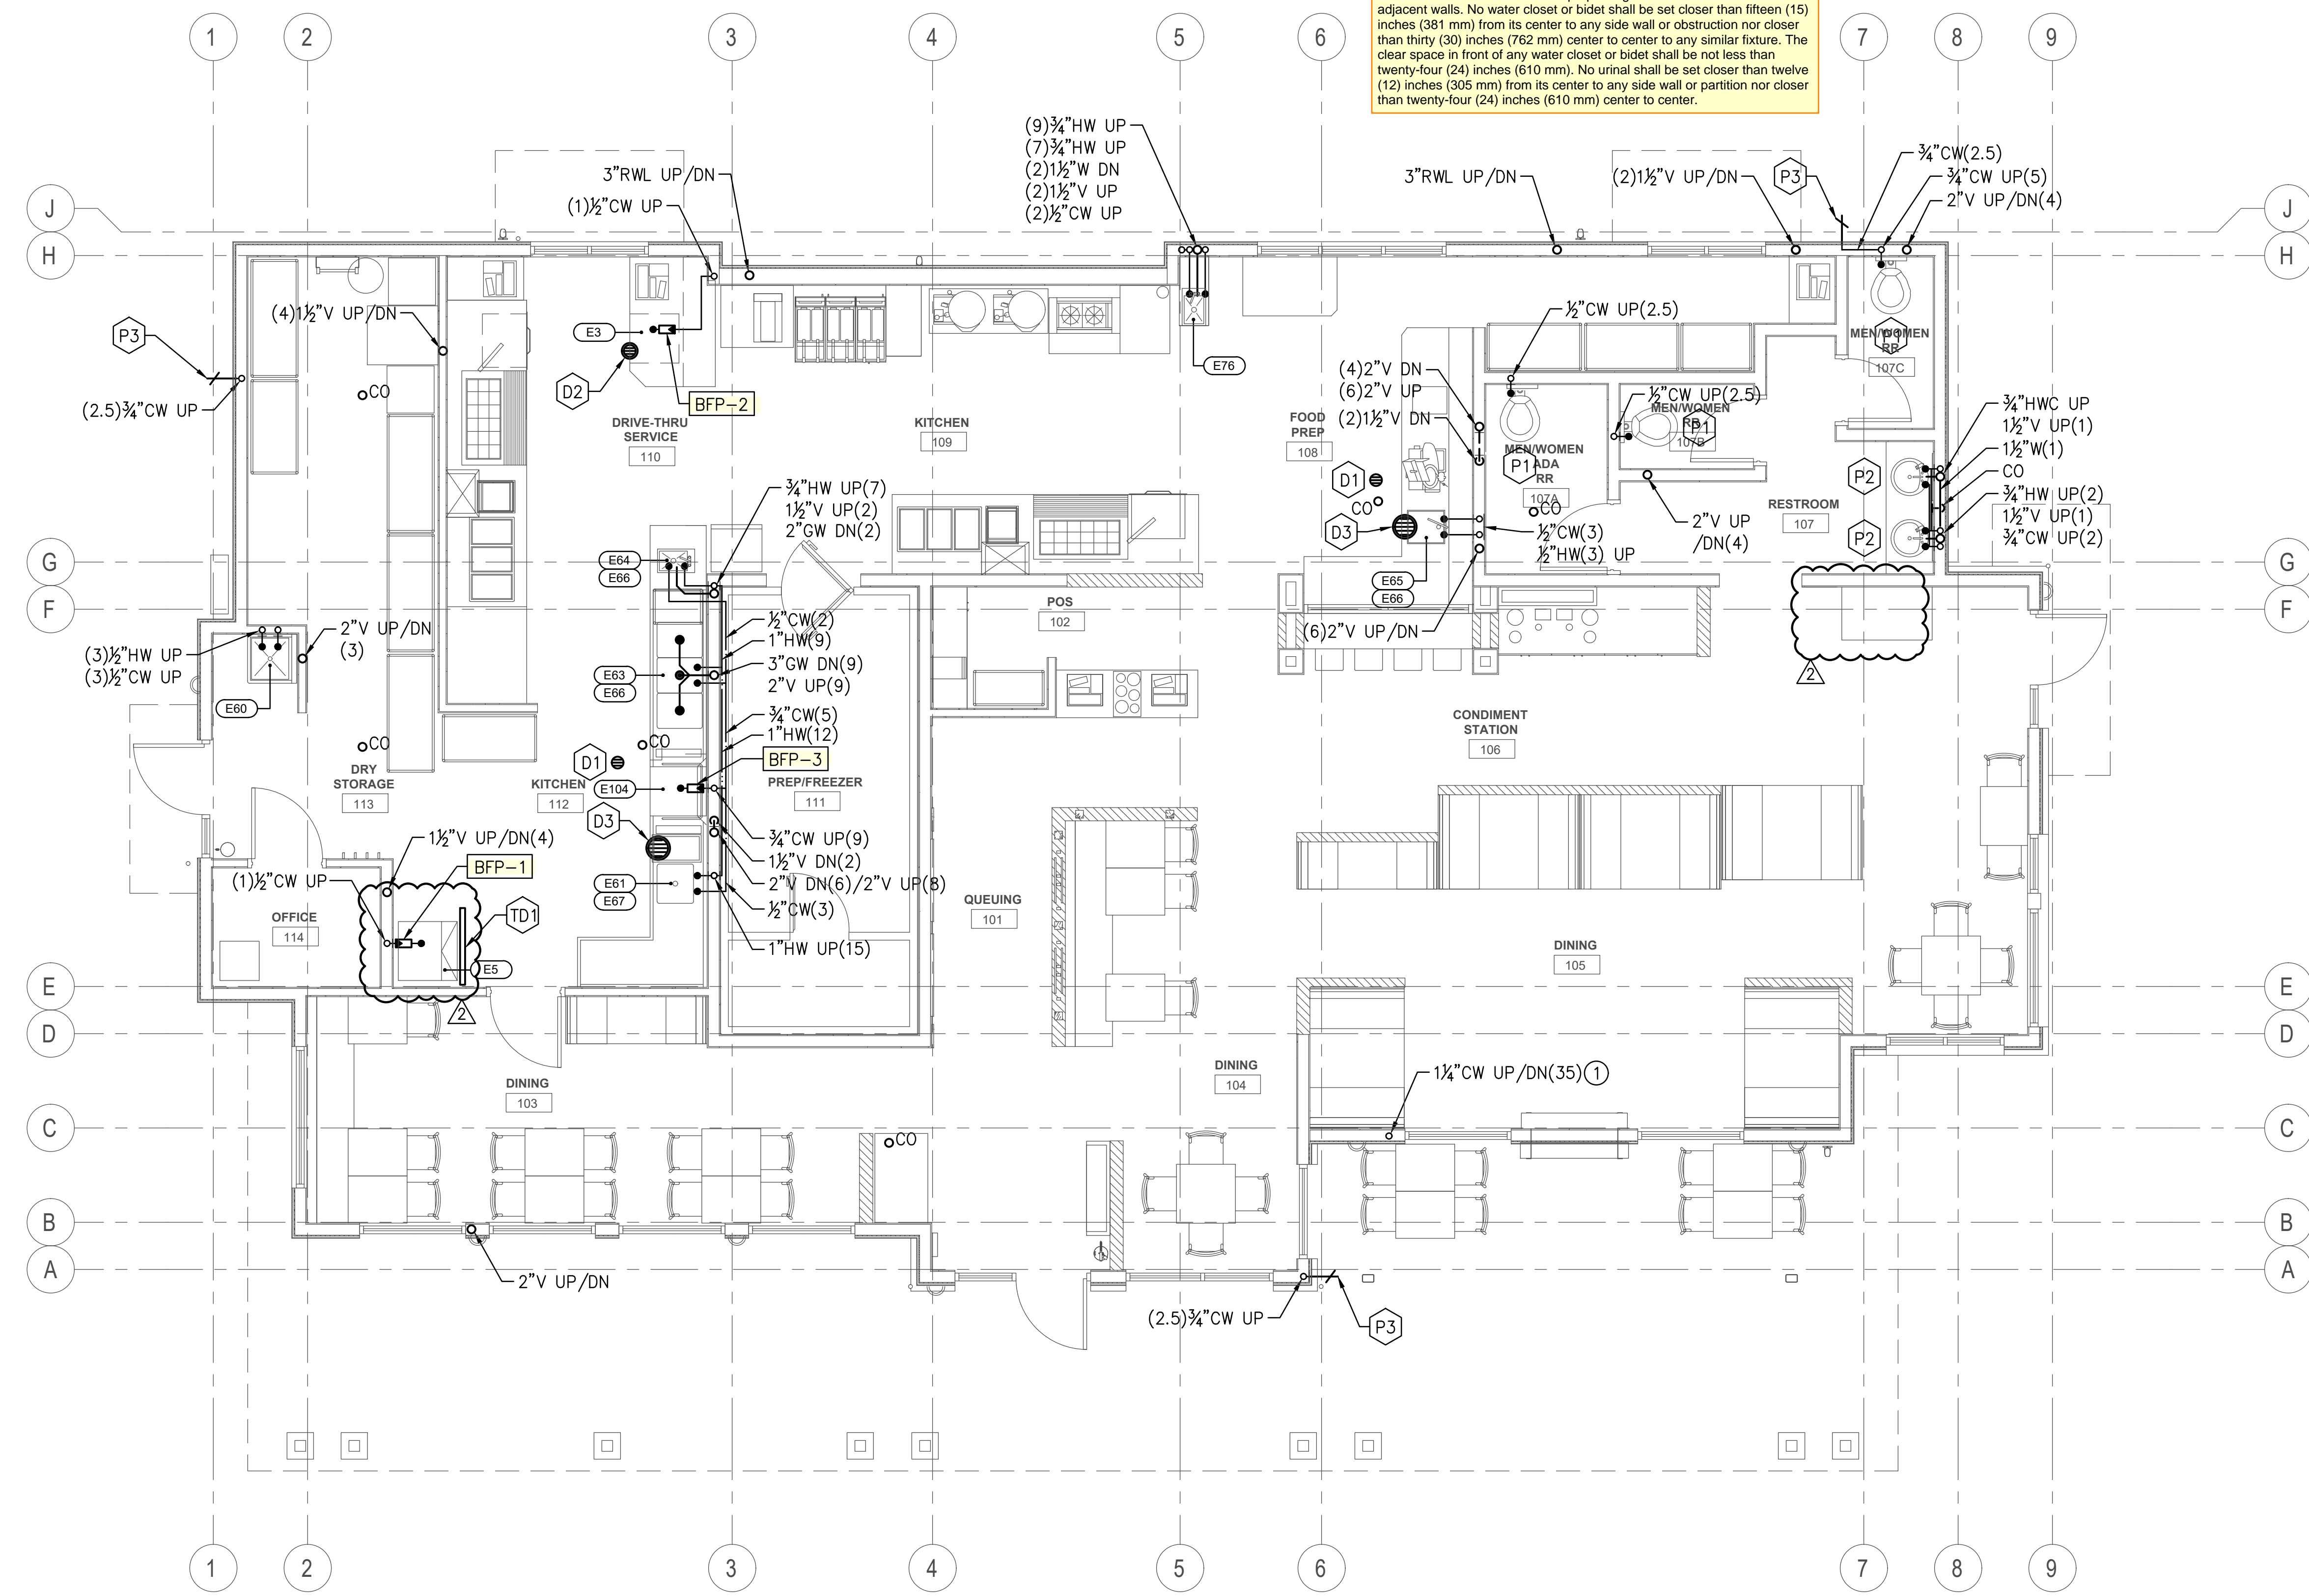 adjacent walls. No water closet or bidet shall be set closer than fifteen (15)
inches (381 mm) from its center to any side wall or obstruction nor closer
than thirty (30) inches (762 mm) center to center to any similar fixture. The
clear space in front of any water closet or bidet shall be not less than
twenty-four (24) inches (610 mm). No urinal shall be set closer than twelve
(12) inches (305 mm) from its center to any side wall or partition nor closer
than twenty-four (24) inches (610 mm) center to center.
1
2
3
4
5
6
7
8
9
(9)¾"HW UP
(7)¾"HW UP
(2)1½"W DN
(2)1½"V UP
(2)½"CW UP
3"RWL UP/DN
(1)½"CW UP
3"RWL UP/DN
(2)1½"V UP/DN
P3
¾"CW(2.5)
¾"CW UP(5)
2"V UP/DN(4)
J
J
H
H
(4)1½"V UP/DN
P3
(2.5)¾"CW UP
CO
E3
D2
BFP-2
DRIVE-THRU
SERVICE
110
KITCHEN
109
E76
FOOD
PREP
108
(4)2"V DN
(6)2"V UP
(2)1½"V DN
½"CW UP(2.5)
½"CW UP(2.5)
MEN/WOMEN
RR
107C
P1
MEN/WOMEN
RR
107B
P1
MEN/WOMEN
ADA
RR
107A
P1
CO
D1
CO
D3
½"CW(3)
½"HW(3) UP
2"V UP
/DN(4)
RESTROOM
107
P2
P2
¾"HWC UP
1½"V UP(1)
1½"W(1)
CO
¾"HW UP(2)
1½"V UP(1)
¾"CW UP(2)
¾"HW UP(7)
1½"V UP(2)
2"GW DN(2)
E64
E66
E65
E66
G
G
F
F
(6)2"V UP/DN
2
POS
102
½"CW(2)
1"HW(9)
3"GW DN(9)
2"V UP(9)
E63
E66
2"V UP/DN
(3)
(3)½"HW UP
(3)½"CW UP
E60
CO
DRY
STORAGE
113
¾"CW(5)
1"HW(12)
BFP-3
CO
D1
KITCHEN
112
E104
PREP/FREEZER
111
D3
CONDIMENT
STATION
106
¾"CW UP(9)
1½"V DN(2)
2"V DN(6)/2"V UP(8)
½"CW(3)
1"HW UP(15)
E61
E67
1½"V UP/DN(4)
BFP-1
(1)½"CW UP
OFFICE
114
TD1
E5
2
QUEUING
101
DINING
105
E
E
D
D
DINING
103
DINING
104
1¼"CW UP/DN(35)
1
C
C
CO
B
B
A
A
2"V UP/DN
(2.5)¾"CW UP
P3
1
2
3
4
5
6
7
8
9